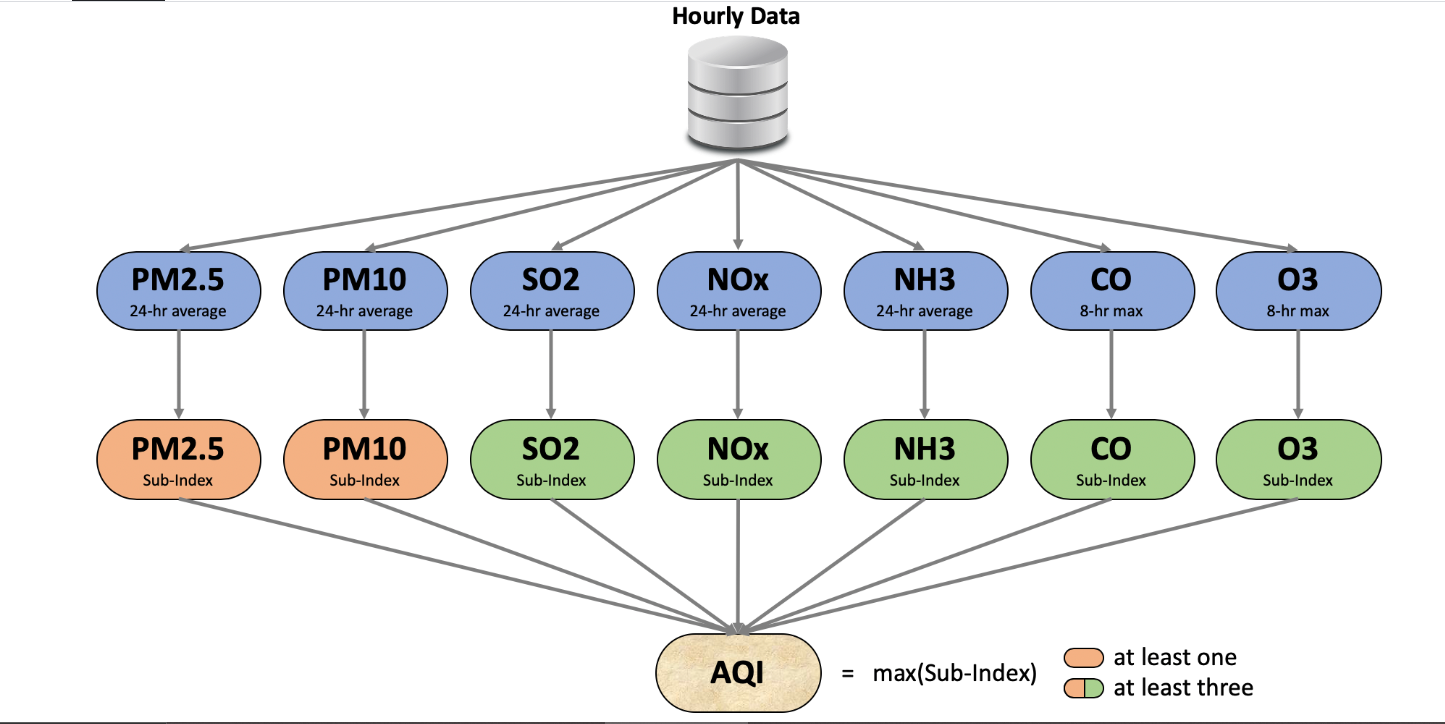 Hourly Data
PM2.5
24-hr average
PM10
24-hr average
SO2
24-hr average
NOx
24-hr average
NH3
24-hr average
CO
8-hr max
O3
8-hr max
PM2.5
Sub-Index
PM10
Sub-Index
SO2
Sub-Index
NOx
Sub-Index
NH3
Sub-Index
CO
Sub-Index
O3
Sub-Index
AQI
= max(Sub-Index)
at least one
at least three